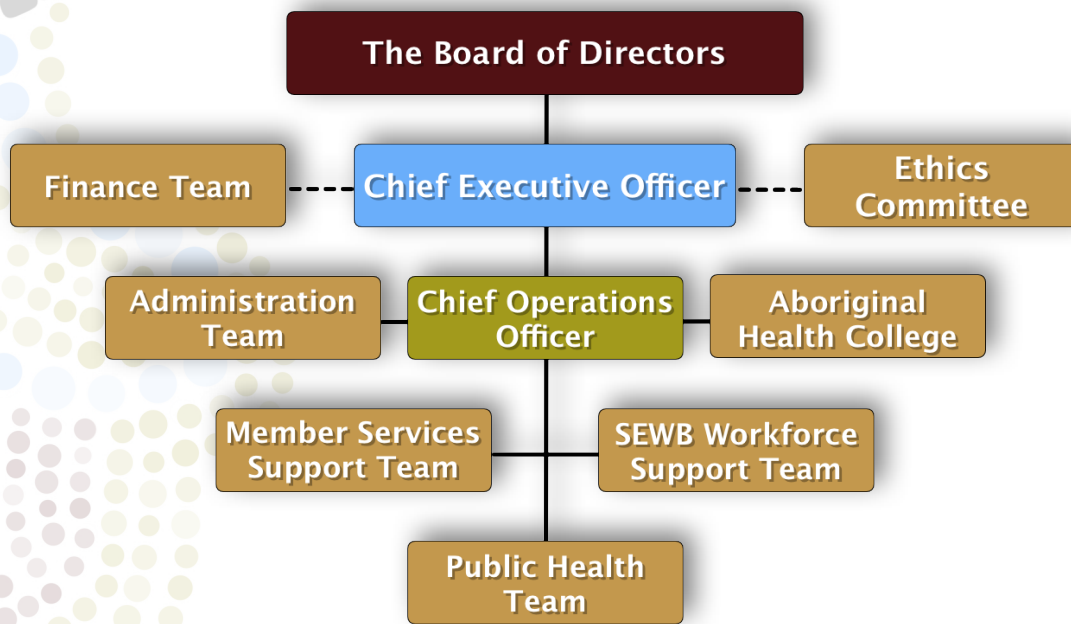 The Board of Directors
Finance Team
Chief Executive Officer
Ethics
Committee
Administration
Team
Chief Operations
Officer
Aboriginal
Health College
Member Services
Support Team
SEWB Workforce
Support Team
Public Health
Team